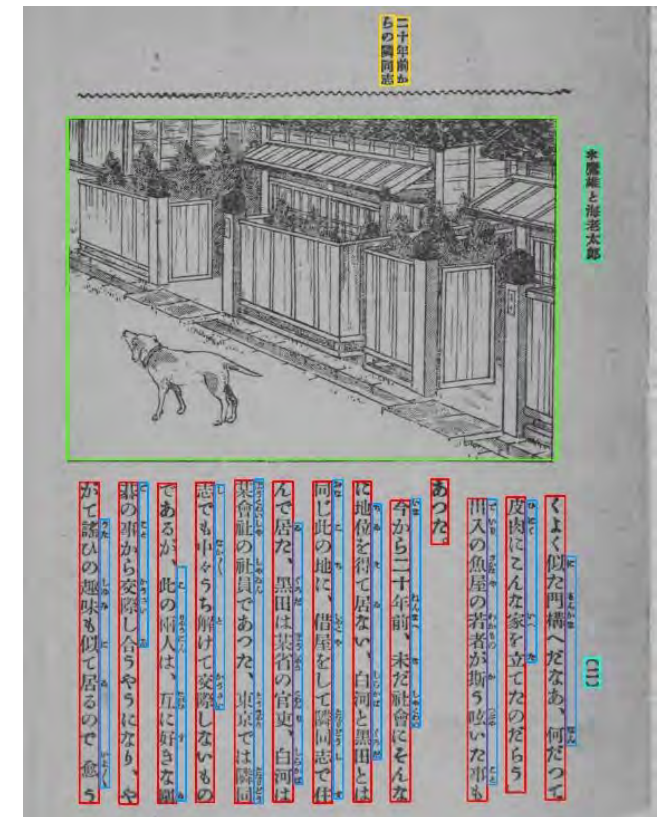 鷹雄と海老太郎
〔二〕
二十年前か
らの隣同志
くよく似た門構へだなあ、何だつて
皮肉にこんな家を立てたのだらう」
出入の魚屋の若者が斯う呟いた事も
あつた。
今から二十年前、未だ社會にそんな
に地位を得て居ない、白河と黒田とは
同じ此の地に、借屋をして隣同志で住
んで居た、黒田は某省の官吏、白河は
某會社の社員であつた、東京では隣同
志でも中々うち解けて交際しないもの
であるが、此の兩人は、互に好きな圍
碁の事から交際し合うやうになり、や
がて謠ひの趣味も似て居るので 愈う